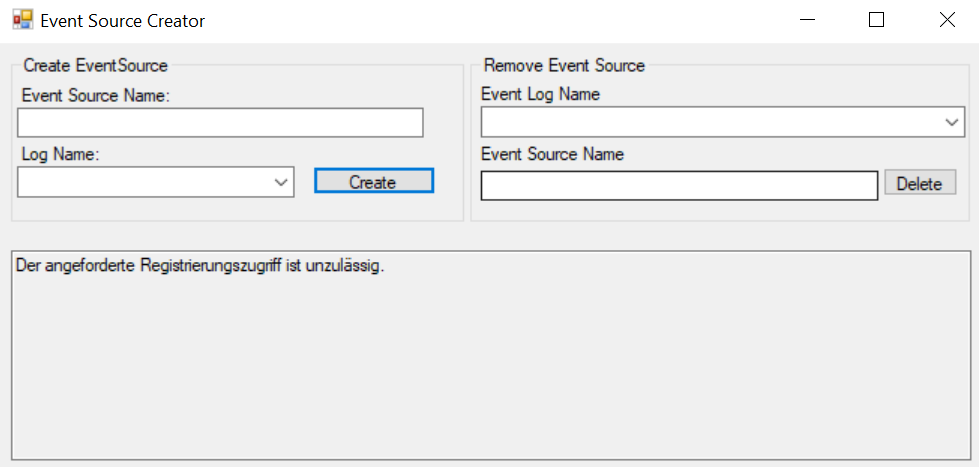 Event Source Creator
Create EventSource
Event Source Name:
Log Name:
Create
Remove Event Source
Event Log Name
Event Source Name
Delete
Der angeforderte Registrierungszugriff ist unzulässig.